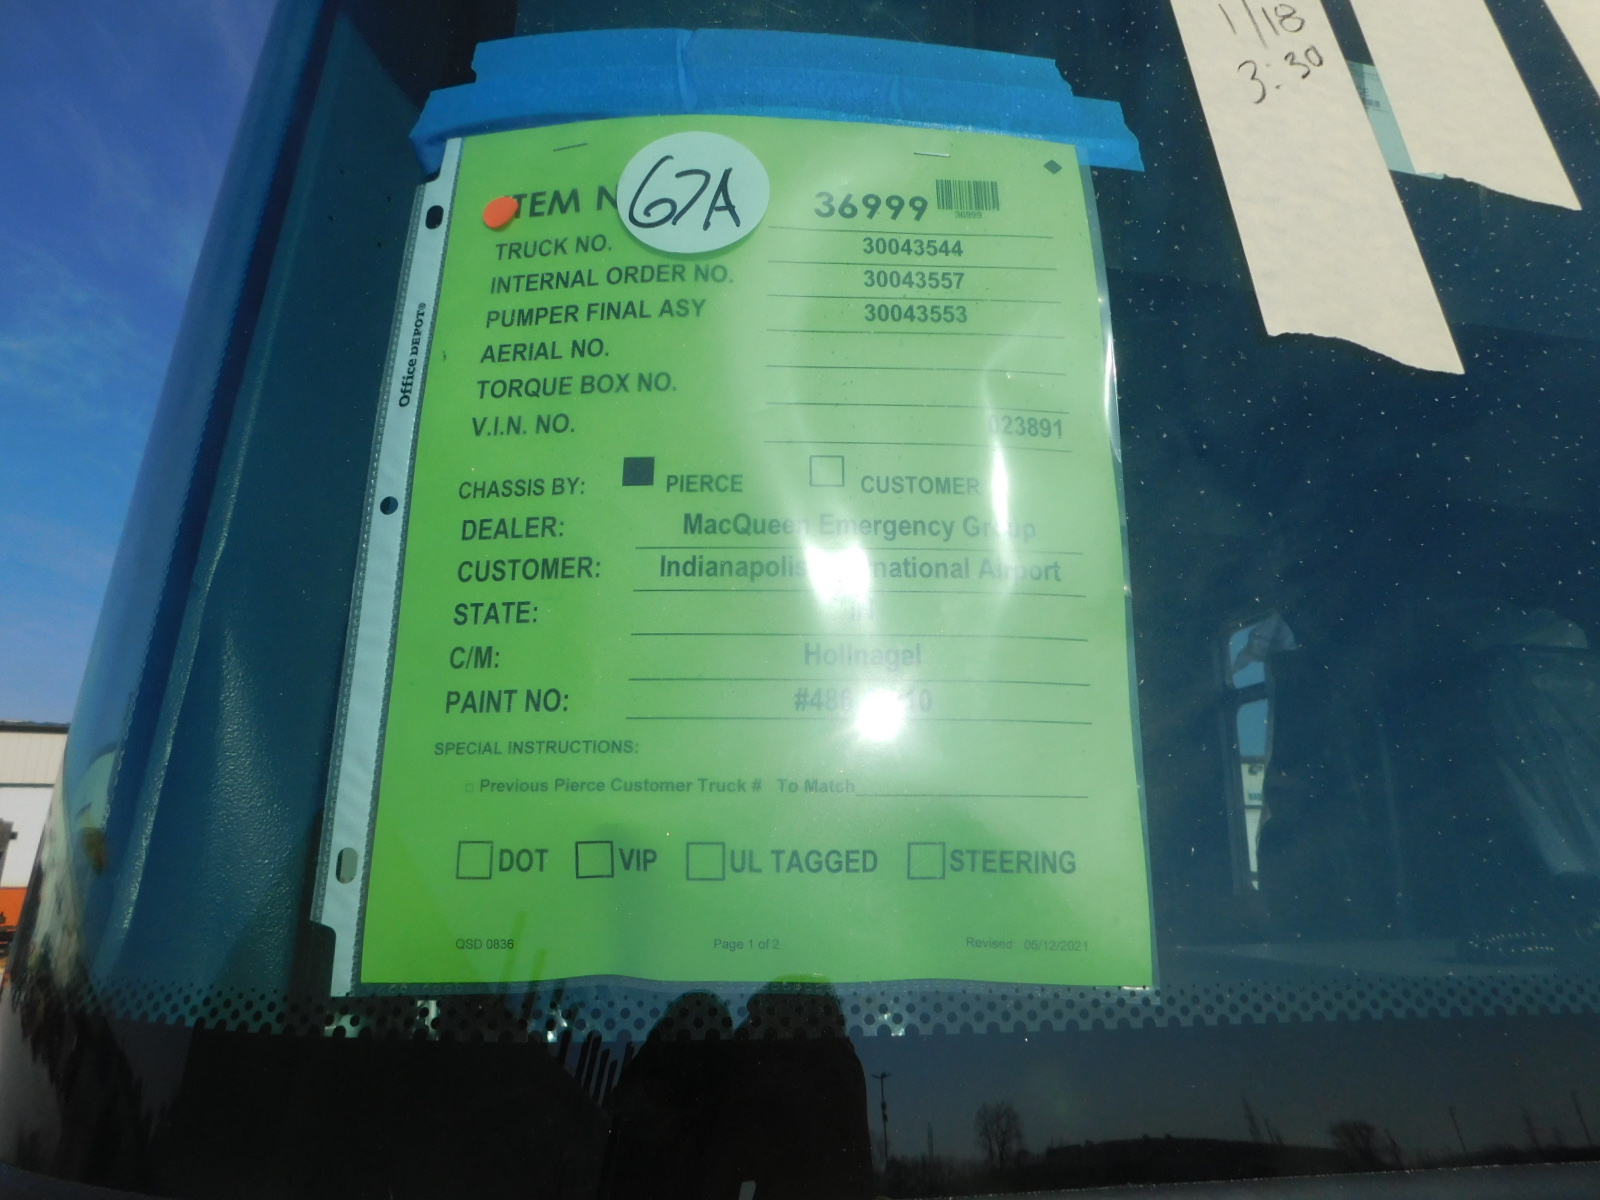 1/18
3:30
TEM N 67A 36999
36999
TRUCK NO. 30043544
INTERNAL ORDER NO. 30043557
PUMPER FINAL ASY 30043553
AERIAL NO.
TORQUE BOX NO.
V.I.N. NO. 023891
CHASSIS BY: PIERCE CUSTOMER
DEALER: MacQueen Emergency Group
CUSTOMER: Indianapolis national Airport
STATE:
C/M: Hollnagel
PAINT NO:
SPECIAL INSTRUCTIONS:
Previous Pierce Customer Truck # To Match
DOT VIP UL TAGGED STEERING
QSD 0836 Page 1 of 2 Revised: 05/12/2021
Office DEPOT®